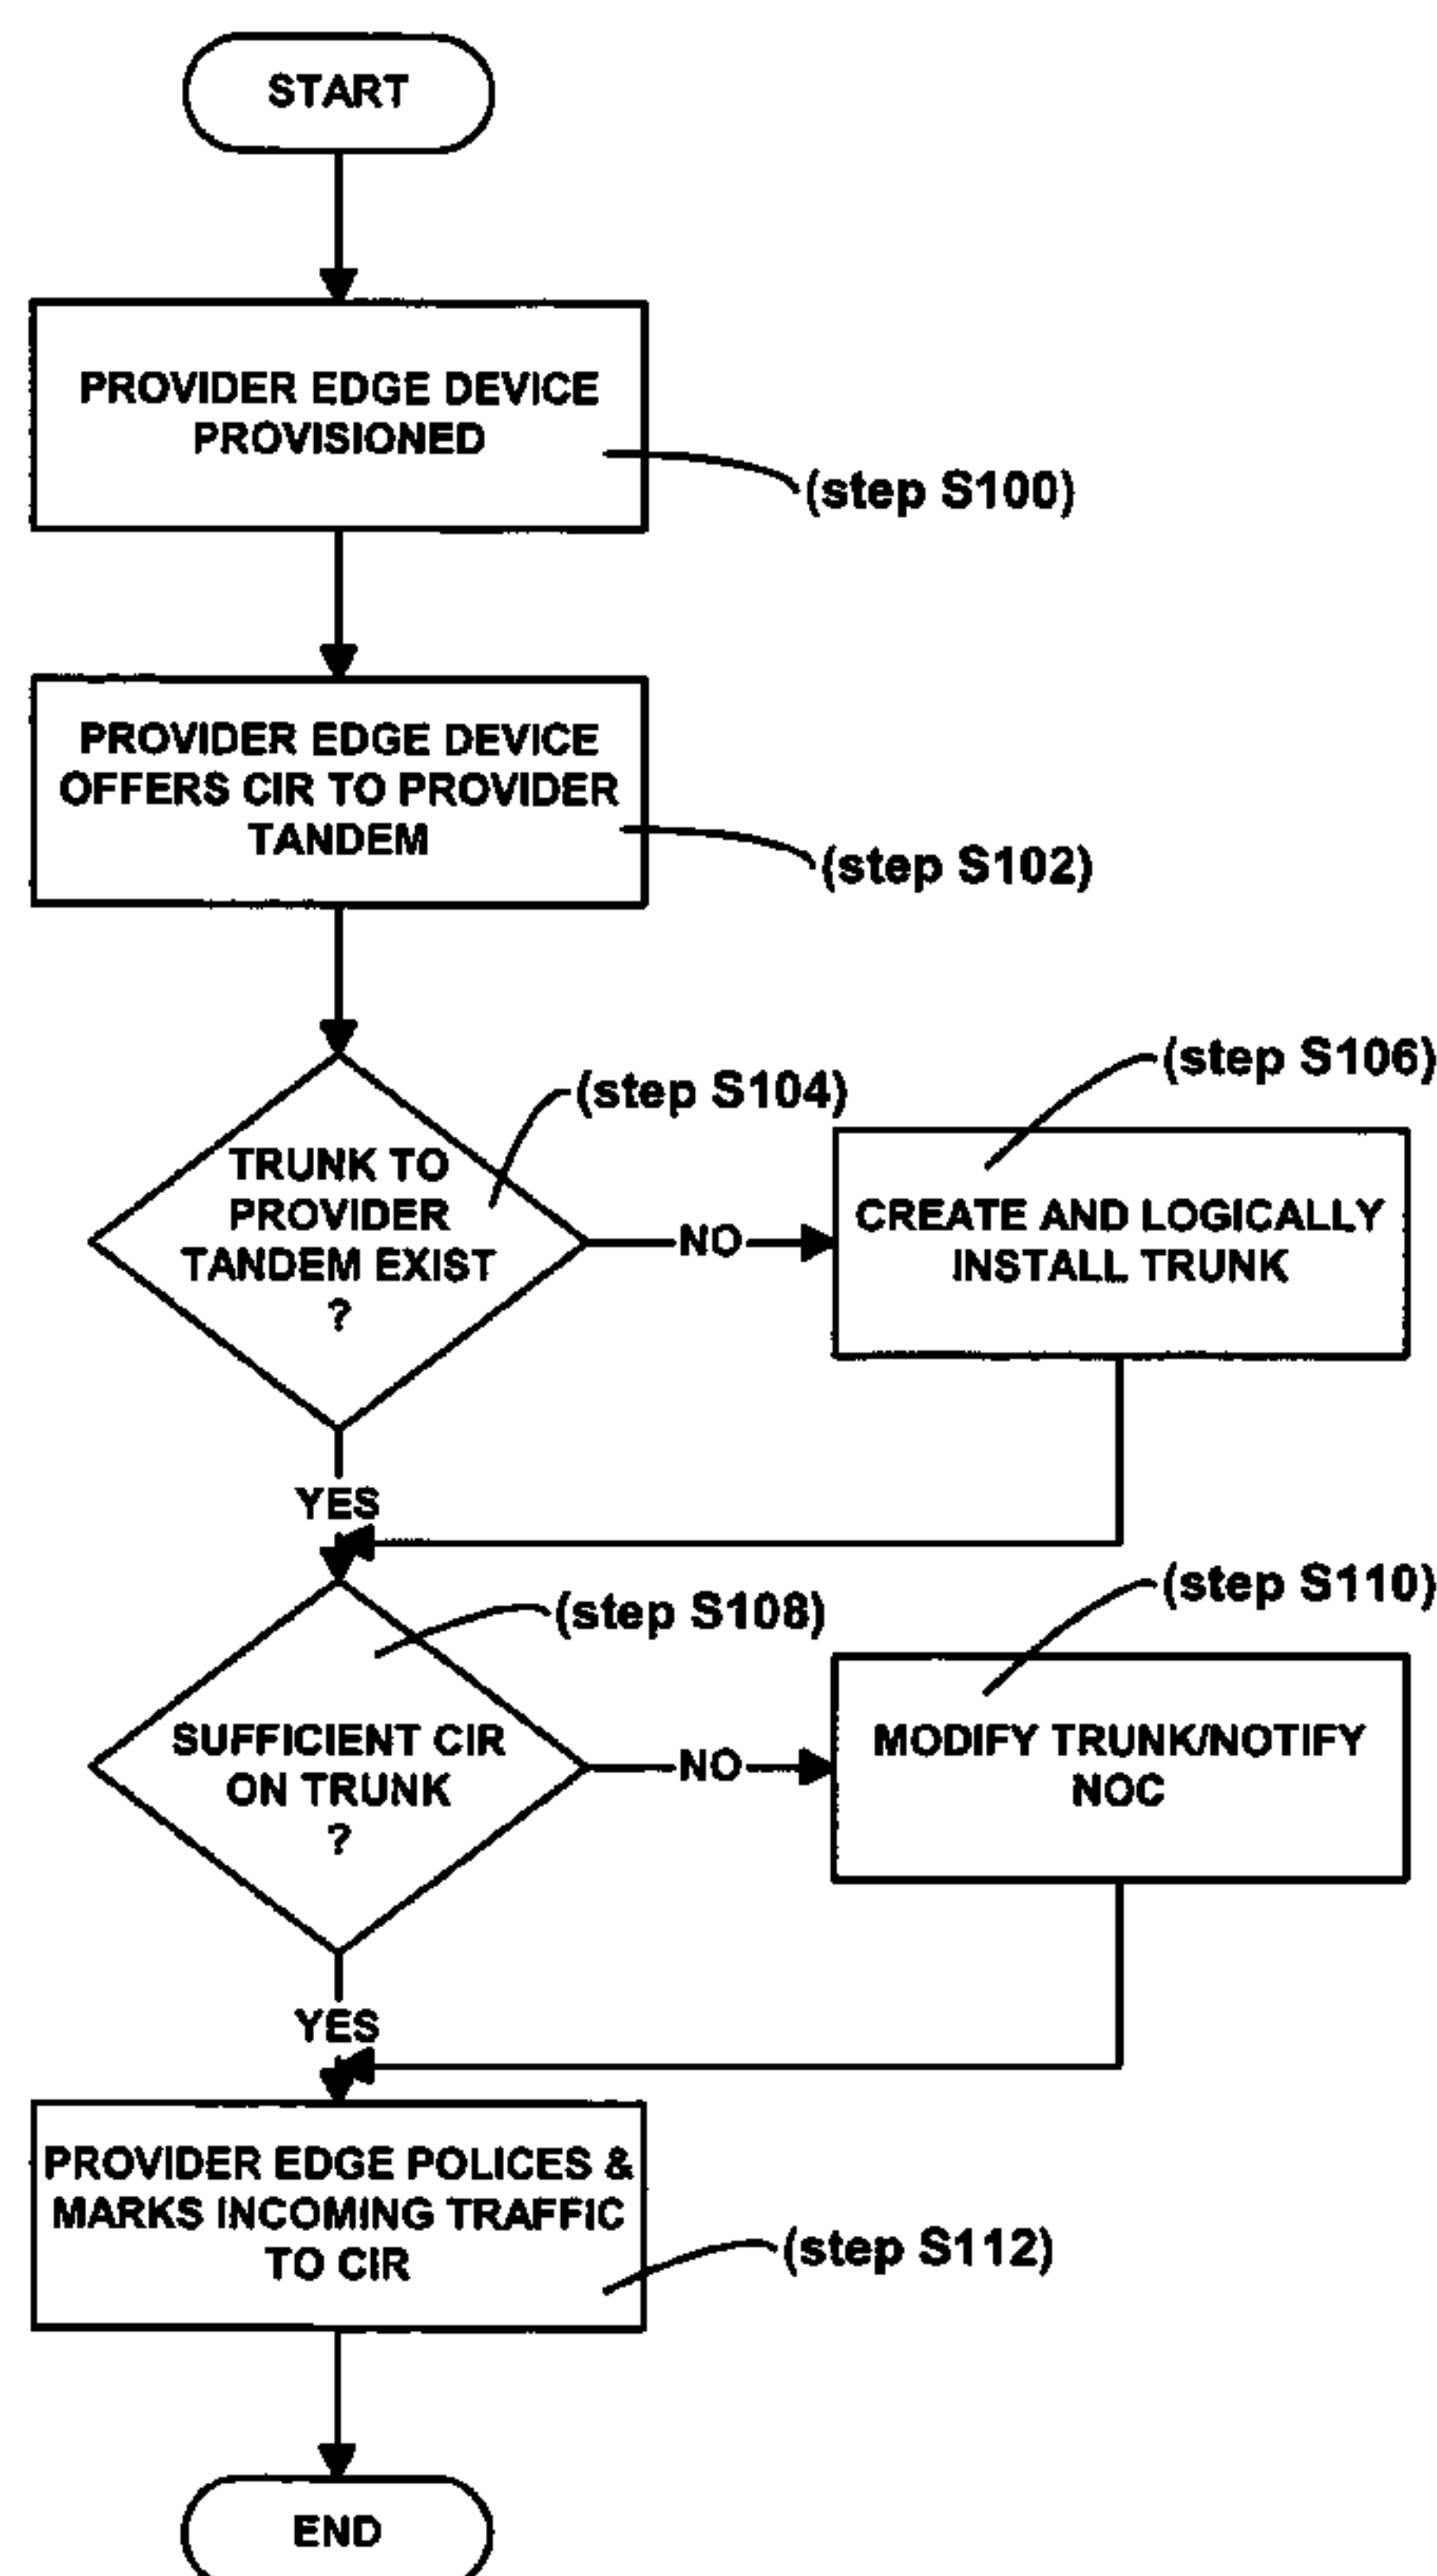 START
PROVIDER EDGE DEVICE
PROVISIONED
(step S100)
PROVIDER EDGE DEVICE
OFFERS CIR TO PROVIDER
TANDEM
(step S102)
(step S104)
TRUNK TO
PROVIDER
TANDEM EXIST
?
NO
(step S106)
CREATE AND LOGICALLY
INSTALL TRUNK
YES
(step S108)
SUFFICIENT CIR
ON TRUNK
?
NO
(step S110)
MODIFY TRUNK/NOTIFY
NOC
YES
PROVIDER EDGE POLICES &
MARKS INCOMING TRAFFIC
TO CIR
(step S112)
END